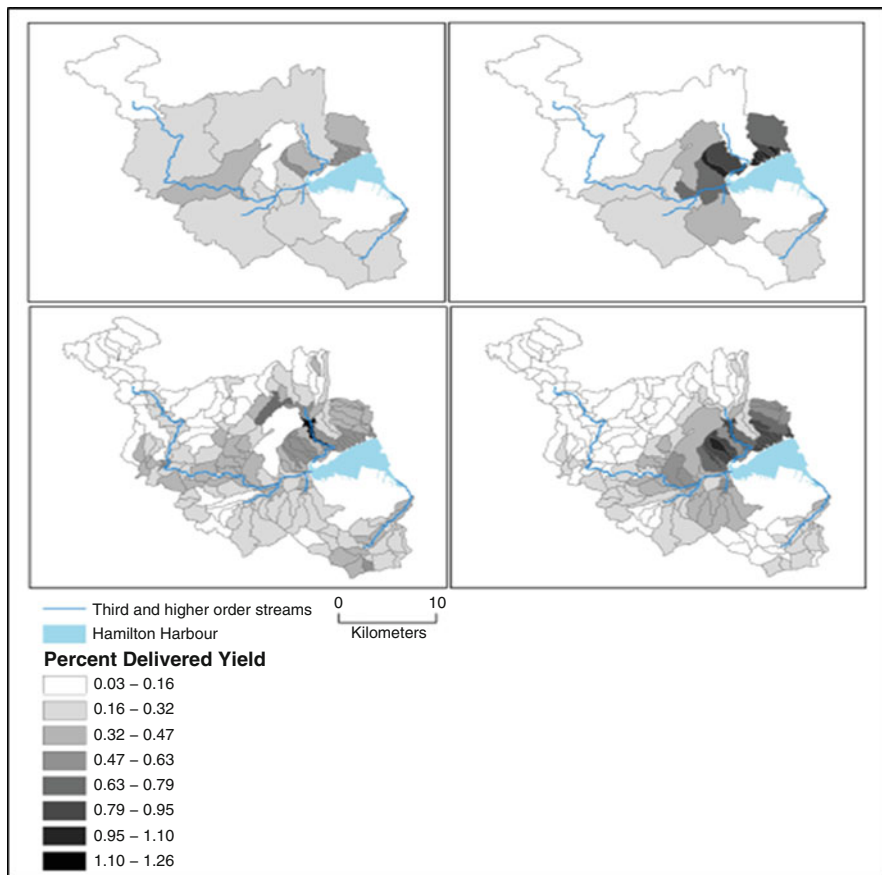 Third and higher order streams
0 10
Hamilton Harbour
Kilometers
Percent Delivered Yield
0.03 – 0.16
0.16 – 0.32
0.32 – 0.47
0.47 – 0.63
0.63 – 0.79
0.79 – 0.95
0.95 – 1.10
1.10 – 1.26